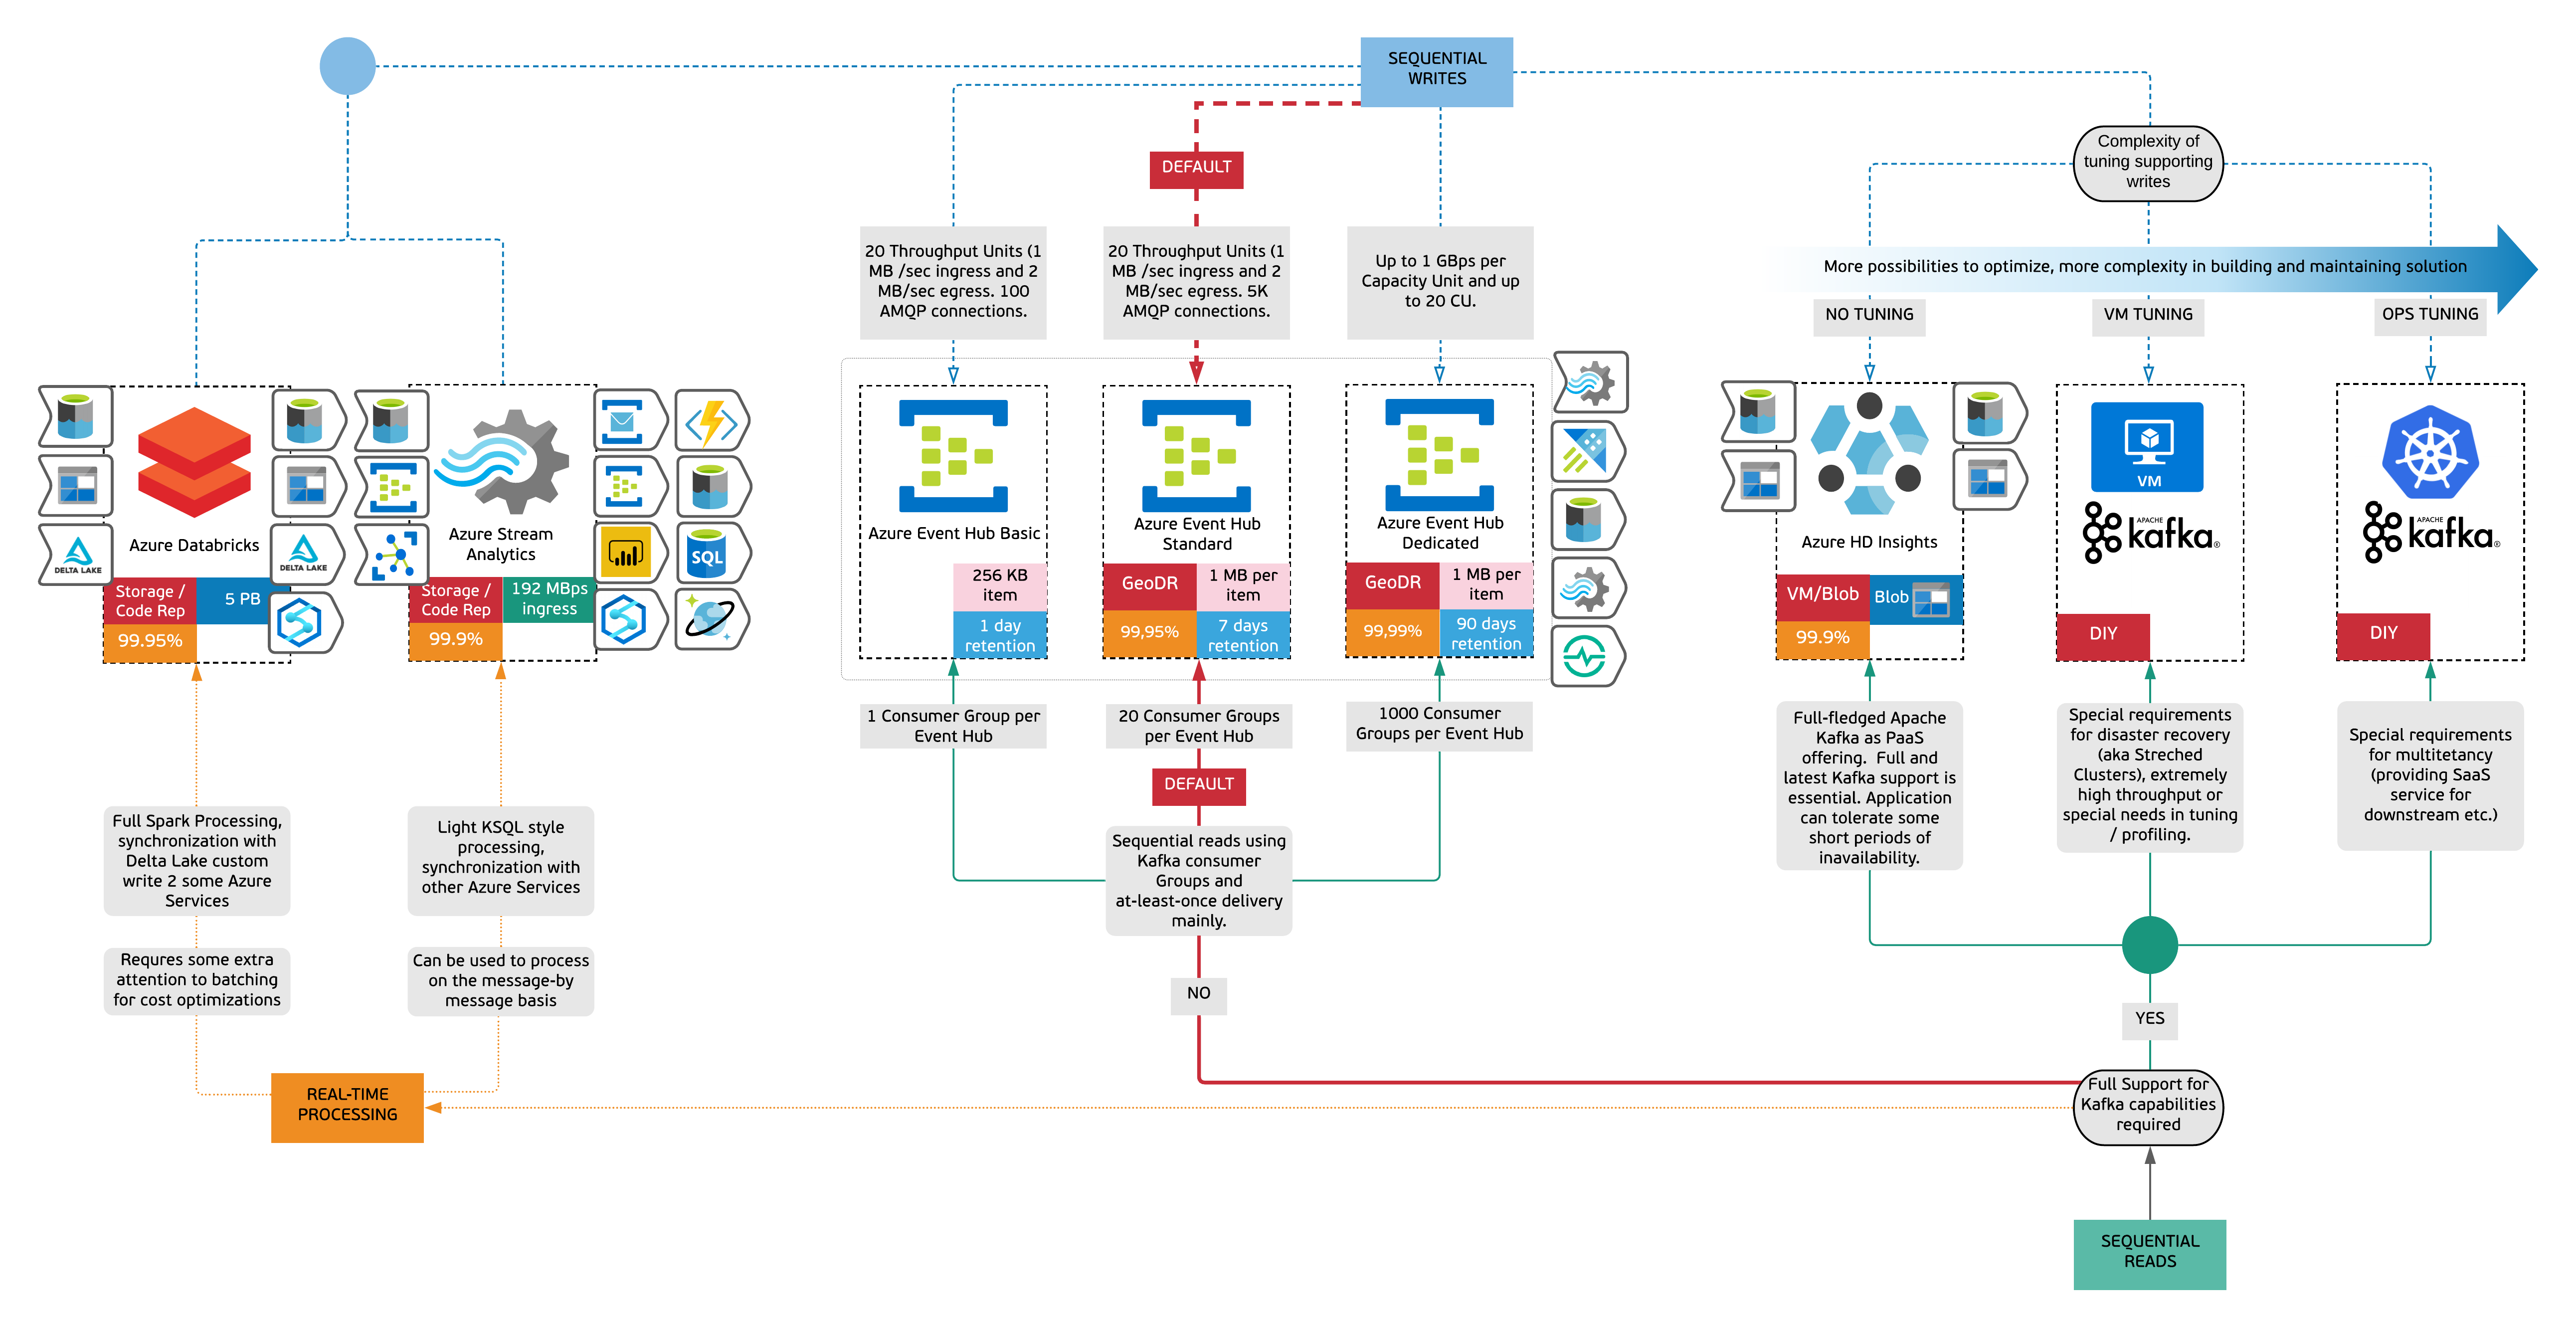 SEQUENTIAL
WRITES
DEFAULT
Complexity of
tuning supporting
writes
20 Throughput Units (1
MB /sec ingress and 2
MB/sec egress. 100
AMQP connections.
20 Throughput Units (1
MB /sec ingress and 2
MB/sec egress. 5K
AMQP connections.
Up to 1 GBps per
Capacity Unit and up
to 20 CU.
More possibilities to optimize, more complexity in building and maintaining solution
NO TUNING
VM TUNING
OPS TUNING
DELTA LAKE
Azure Databricks
DELTA LAKE
Storage /
Code Rep
5 PB
99.95%
Azure Stream
Analytics
Storage /
Code Rep
192 MBps
ingress
99.9%
SQL
Azure Event Hub Basic
256 KB
item
1 day
retention
Azure Event Hub
Standard
GeoDR
1 MB per
item
99,95%
7 days
retention
Azure Event Hub
Dedicated
GeoDR
1 MB per
item
99,99%
90 days
retention
Azure HD Insights
VM/Blob
Blob
99.9%
VM
APACHE
kafka®
DIY
APACHE
kafka®
DIY
1 Consumer Group per
Event Hub
20 Consumer Groups
per Event Hub
1000 Consumer
Groups per Event Hub
DEFAULT
Full Spark Processing,
synchronization with
Delta Lake custom
write 2 some Azure
Services
Light KSQL style
processing,
synchronization with
other Azure Services
Sequential reads using
Kafka consumer
Groups and
at-least-once delivery
mainly.
Full-fledged Apache
Kafka as PaaS
offering. Full and
latest Kafka support is
essential. Application
can tolerate some
short periods of
inavailability.
Special requirements
for disaster recovery
(aka Streched
Clusters), extremely
high throughput or
special needs in tuning
/ profiling.
Special requirements
for multitetancy
(providing SaaS
service for
downstream etc.)
Requres some extra
attention to batching
for cost optimizations
Can be used to process
on the message-by
message basis
NO
YES
REAL-TIME
PROCESSING
Full Support for
Kafka capabilities
required
SEQUENTIAL
READS